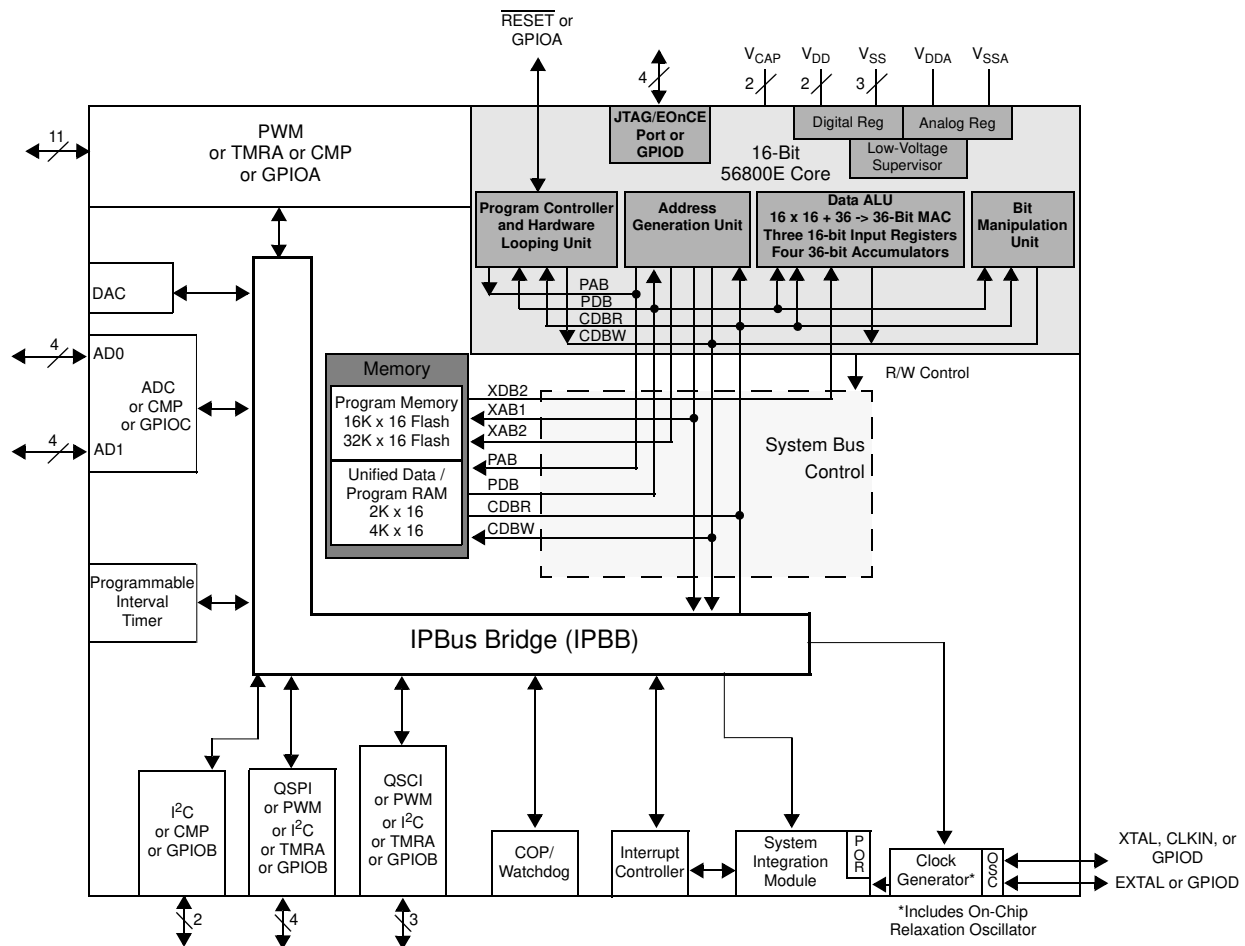 RESET or
GPIOA
4
VCAP
VDD
VSS
VDDA
VSSA
2
2
3
11
PWM
or TMRA or CMP
or GPIOA
JTAG/EOnCE
Port or
GPIOD
Digital Reg
Analog Reg
Low-Voltage
Supervisor
16-Bit
56800E Core
Program Controller
and Hardware
Looping Unit
Address
Generation Unit
Data ALU
16 x 16 + 36 -> 36-Bit MAC
Three 16-bit Input Registers
Four 36-bit Accumulators
Bit
Manipulation
Unit
PAB
PDB
CDBR
CDBW
DAC
4
AD0
ADC
or CMP
or GPIOC
4
AD1
Memory
Program Memory
16K x 16 Flash
32K x 16 Flash
Unified Data /
Program RAM
2K x 16
4K x 16
XDB2
XAB1
XAB2
PAB
PDB
CDBR
CDBW
R/W Control
System Bus
Control
Programmable
Interval
Timer
IPBus Bridge (IPBB)
I2C
or CMP
or GPIOB
QSPI
or PWM
or I2C
or TMRA
or GPIOB
QSCI
or PWM
or I2C
or TMRA
or GPIOB
COP/
Watchdog
Interrupt
Controller
System
Integration
Module
POR
Clock
Generator*
OSC
XTAL, CLKIN, or
GPIOD
EXTAL or GPIOD
*Includes On-Chip
Relaxation Oscillator
2
4
3